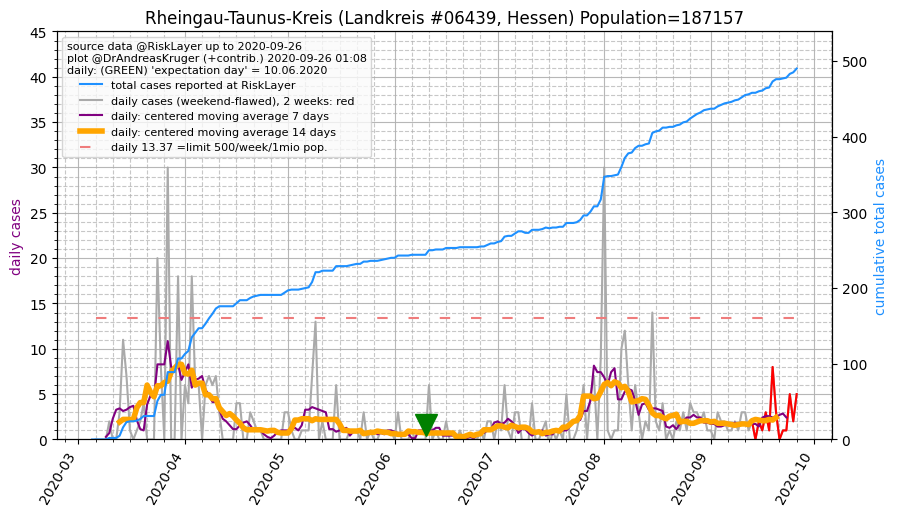 Rheingau-Taunus-Kreis (Landkreis #06439, Hessen) Population=187157
source data @RiskLayer up to 2020-09-26
plot @DrAndreasKruger (+contrib.) 2020-09-26 01:08
daily: (GREEN) 'expectation day' = 10.06.2020
total cases reported at RiskLayer
daily cases (weekend-flawed), 2 weeks: red
daily: centered moving average 7 days
daily: centered moving average 14 days
daily 13.37 =limit 500/week/1mio pop.
daily cases
45
40
35
30
25
20
15
10
5
0
cumulative total cases
500
400
300
200
100
0
2020-03
2020-04
2020-05
2020-06
2020-07
2020-08
2020-09
2020-10